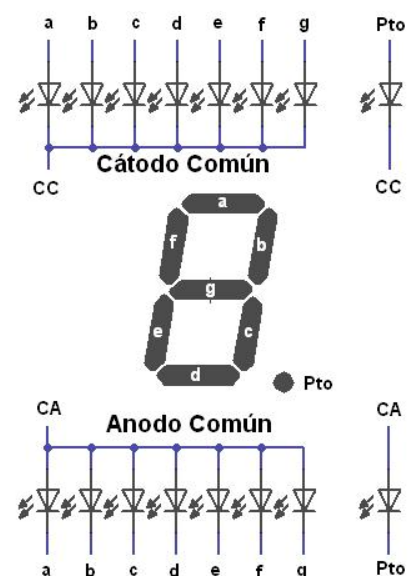 a b c d e f g Pto
Cátodo Común
CC CC
a
f b
g
e c
d
Pto
CA CA
Anodo Común
a b c d e f g Pto